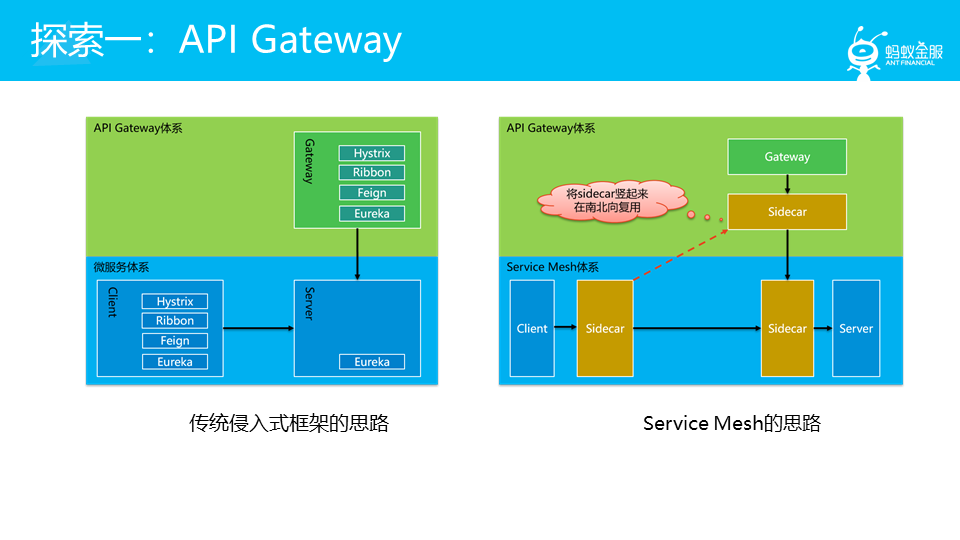 探索一：API Gateway
蚂蚁金服
ANT FINANCIAL
API Gateway体系
Gateway
Hystrix
Ribbon
Feign
Eureka
微服务体系
Client
Hystrix
Ribbon
Feign
Eureka
Server
Eureka
传统侵入式框架的思路
API Gateway体系
Gateway
将sidecar竖起来
在南北向复用
Sidecar
Service Mesh体系
Client
Sidecar
Sidecar
Server
Service Mesh的思路